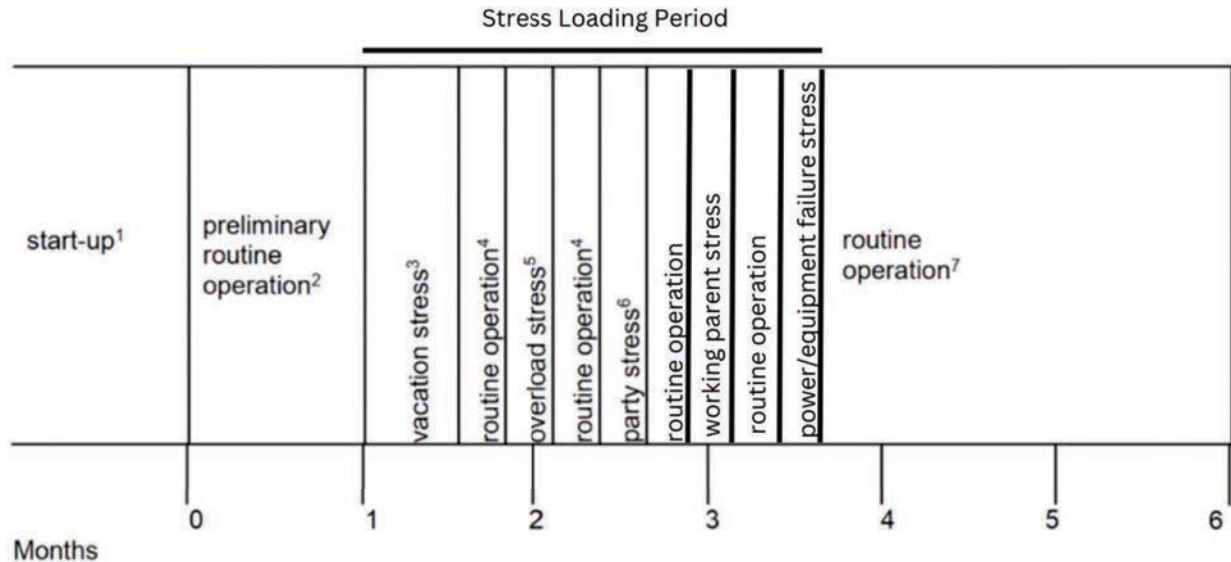 Stress Loading Period
start-up¹
preliminary
routine
operation²
vacation stress³
routine operation⁴
overload stress⁵
routine operation⁴
party stress⁶
routine operation
working parent stress
routine operation
power/equipment failure stress
routine
operation⁷
0 1 2 3 4 5 6
Months